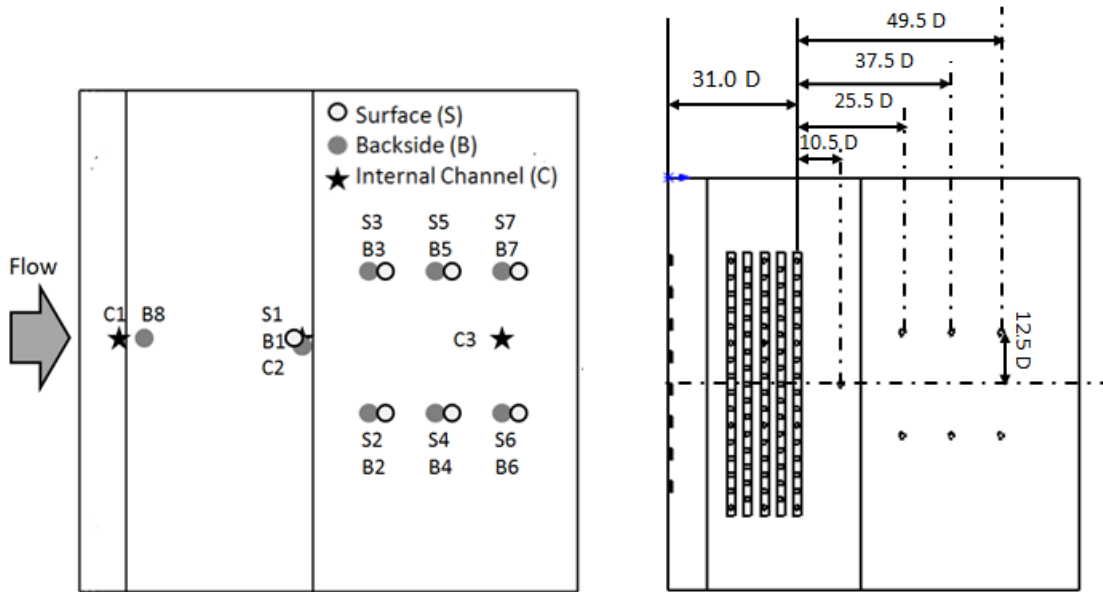 Surface (S)
Backside (B)
Internal Channel (C)
S3
B3
S5
B5
S7
B7
Flow
C1
B8
S1
B1
C2
C3
S2
B2
S4
B4
S6
B6
49.5 D
37.5 D
31.0 D
25.5 D
10.5 D
12.5 D